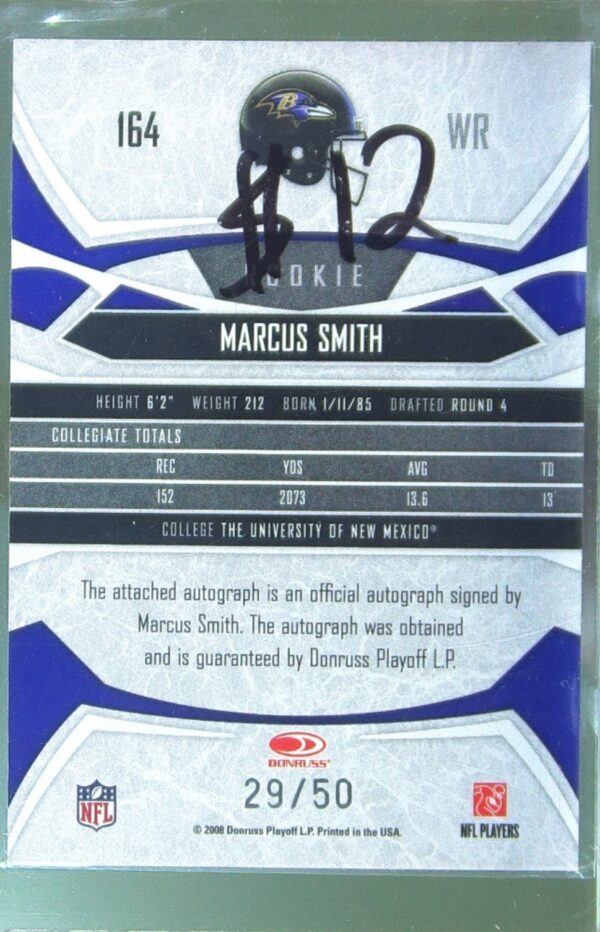 164
WR
$12
ROOKIE
MARCUS SMITH
HEIGHT 6'2" WEIGHT 212 BORN 1/11/85 DRAFTED ROUND 4
COLLEGIATE TOTALS
REC YDS AVG TD
152 2073 13.6 13
COLLEGE THE UNIVERSITY OF NEW MEXICO®
The attached autograph is an official autograph signed by
Marcus Smith. The autograph was obtained
and is guaranteed by Donruss Playoff L.P.
DONRUSS®
29/50
NFL
NFL PLAYERS
© 2008 Donruss Playoff L.P. Printed in the USA.